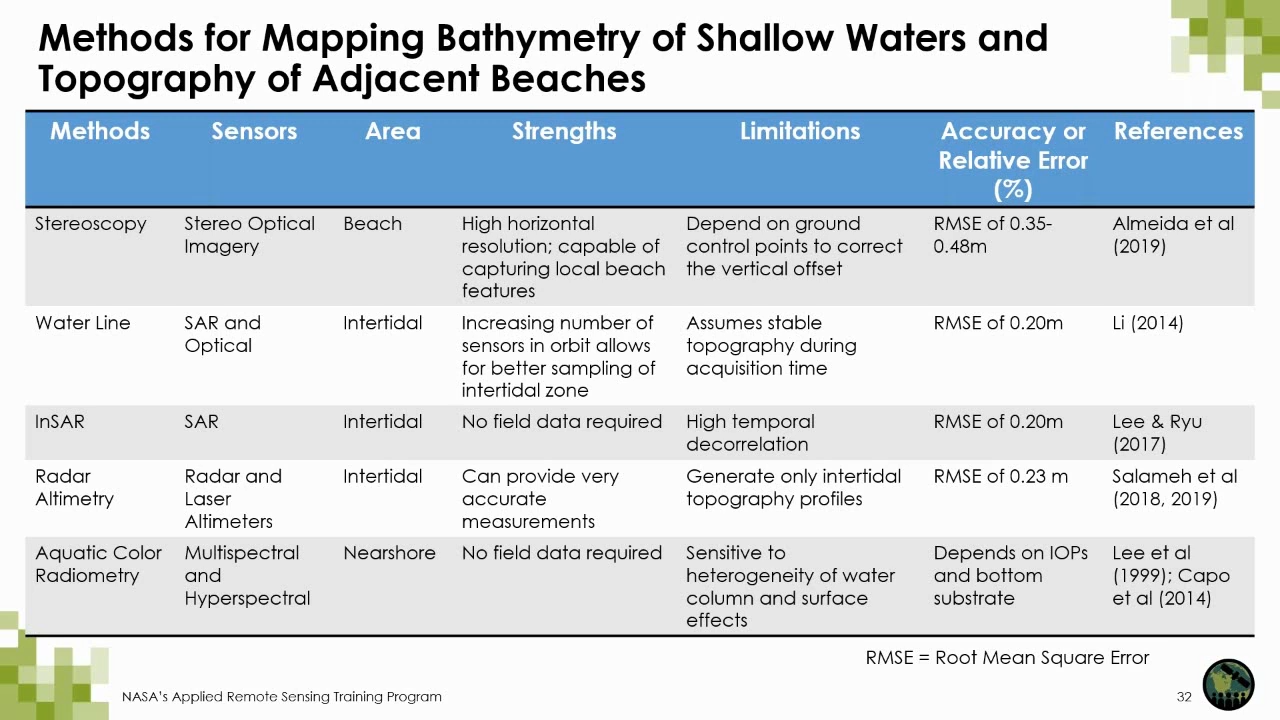 Methods for Mapping Bathymetry of Shallow Waters and
Topography of Adjacent Beaches
Methods
Sensors
Area
Strengths
Limitations
Accuracy or
Relative Error
(%)
References
Stereoscopy
Stereo Optical
Imagery
Beach
High horizontal
resolution; capable of
capturing local beach
features
Depend on ground
control points to correct
the vertical offset
RMSE of 0.35-
0.48m
Almeida et al
(2019)
Water Line
SAR and
Optical
Intertidal
Increasing number of
sensors in orbit allows
for better sampling of
intertidal zone
Assumes stable
topography during
acquisition time
RMSE of 0.20m
Li (2014)
InSAR
SAR
Intertidal
No field data required
High temporal
decorrelation
RMSE of 0.20m
Lee & Ryu
(2017)
Radar
Altimetry
Radar and
Laser
Altimeters
Intertidal
Can provide very
accurate
measurements
Generate only intertidal
topography profiles
RMSE of 0.23 m
Salameh et al
(2018, 2019)
Aquatic Color
Radiometry
Multispectral
and
Hyperspectral
Nearshore
No field data required
Sensitive to
heterogeneity of water
column and surface
effects
Depends on IOPs
and bottom
substrate
Lee et al
(1999); Capo
et al (2014)
RMSE = Root Mean Square Error
NASA's Applied Remote Sensing Training Program
32